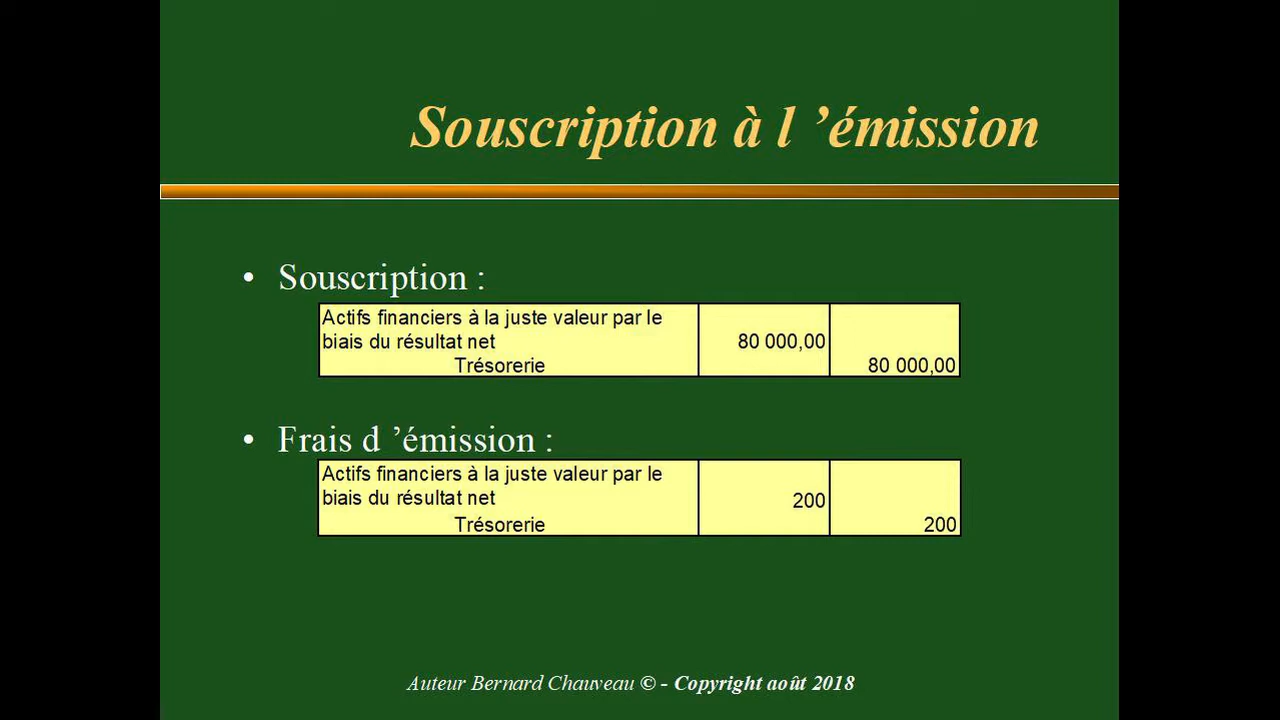 Souscription à l ’émission
• Souscription :
Actifs financiers à la juste valeur par le
biais du résultat net 80 000,00
Trésorerie 80 000,00
• Frais d ’émission :
Actifs financiers à la juste valeur par le
biais du résultat net 200
Trésorerie 200
Auteur Bernard Chauveau © - Copyright août 2018